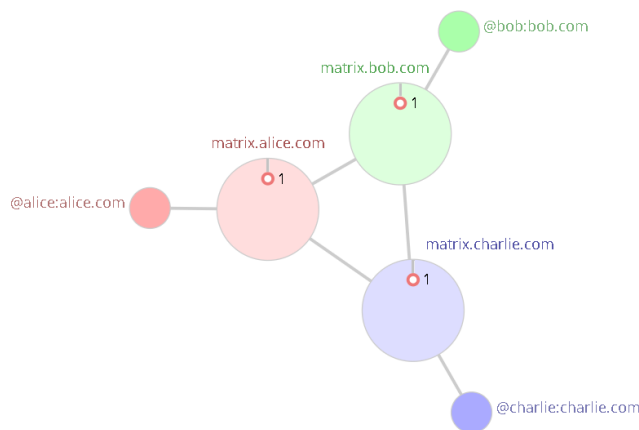 @bob:bob.com
matrix.bob.com
1
matrix.alice.com
1
@alice:alice.com
matrix.charlie.com
1
@charlie:charlie.com